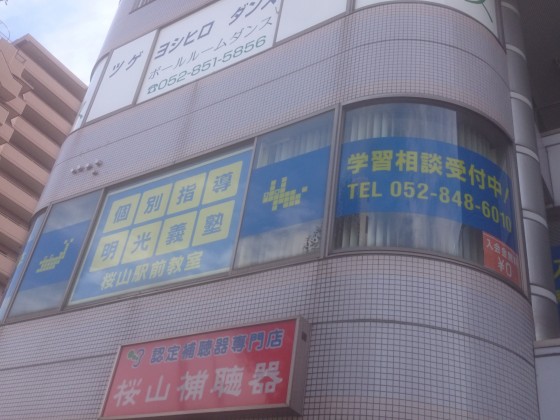 ツゲ ヨシヒロ ダンス
ボールルームダンス
☎052-851-5856
個別指導
明光義塾
桜山駅前教室
学習相談受付中!
TEL 052-848-6010
¥0
認定補聴器専門店
桜山補聴器